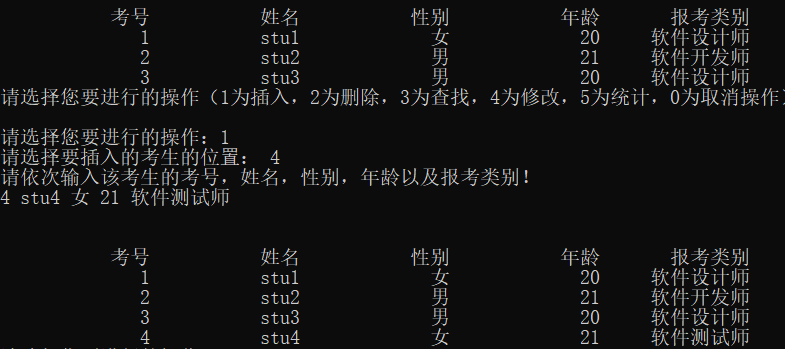 考号 姓名 性别 年龄 报考类别
1 stu1 女 20 软件设计师
2 stu2 男 21 软件开发师
3 stu3 男 20 软件设计师
请选择您要进行的操作（1为插入，2为删除，3为查找，4为修改，5为统计，0为取消操作）
请选择您要进行的操作：1
请选择要插入的考生的位置： 4
请依次输入该考生的考号，姓名，性别，年龄以及报考类别！
4 stu4 女 21 软件测试师
考号 姓名 性别 年龄 报考类别
1 stu1 女 20 软件设计师
2 stu2 男 21 软件开发师
3 stu3 男 20 软件设计师
4 stu4 女 21 软件测试师